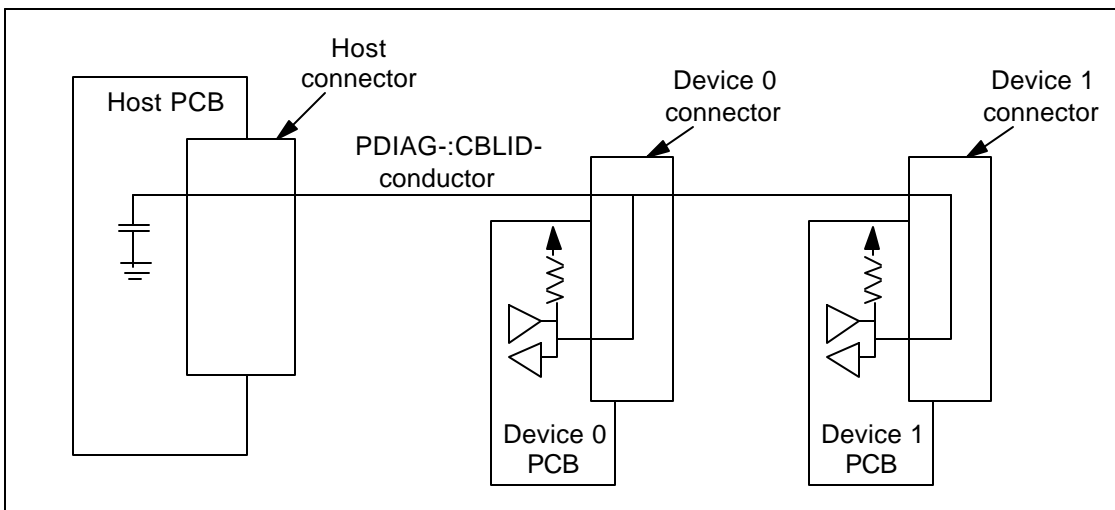 Host
connector
Host PCB
Device 0
connector
Device 1
connector
PDIAG-:CBLID-
conductor
Device 0
PCB
Device 1
PCB